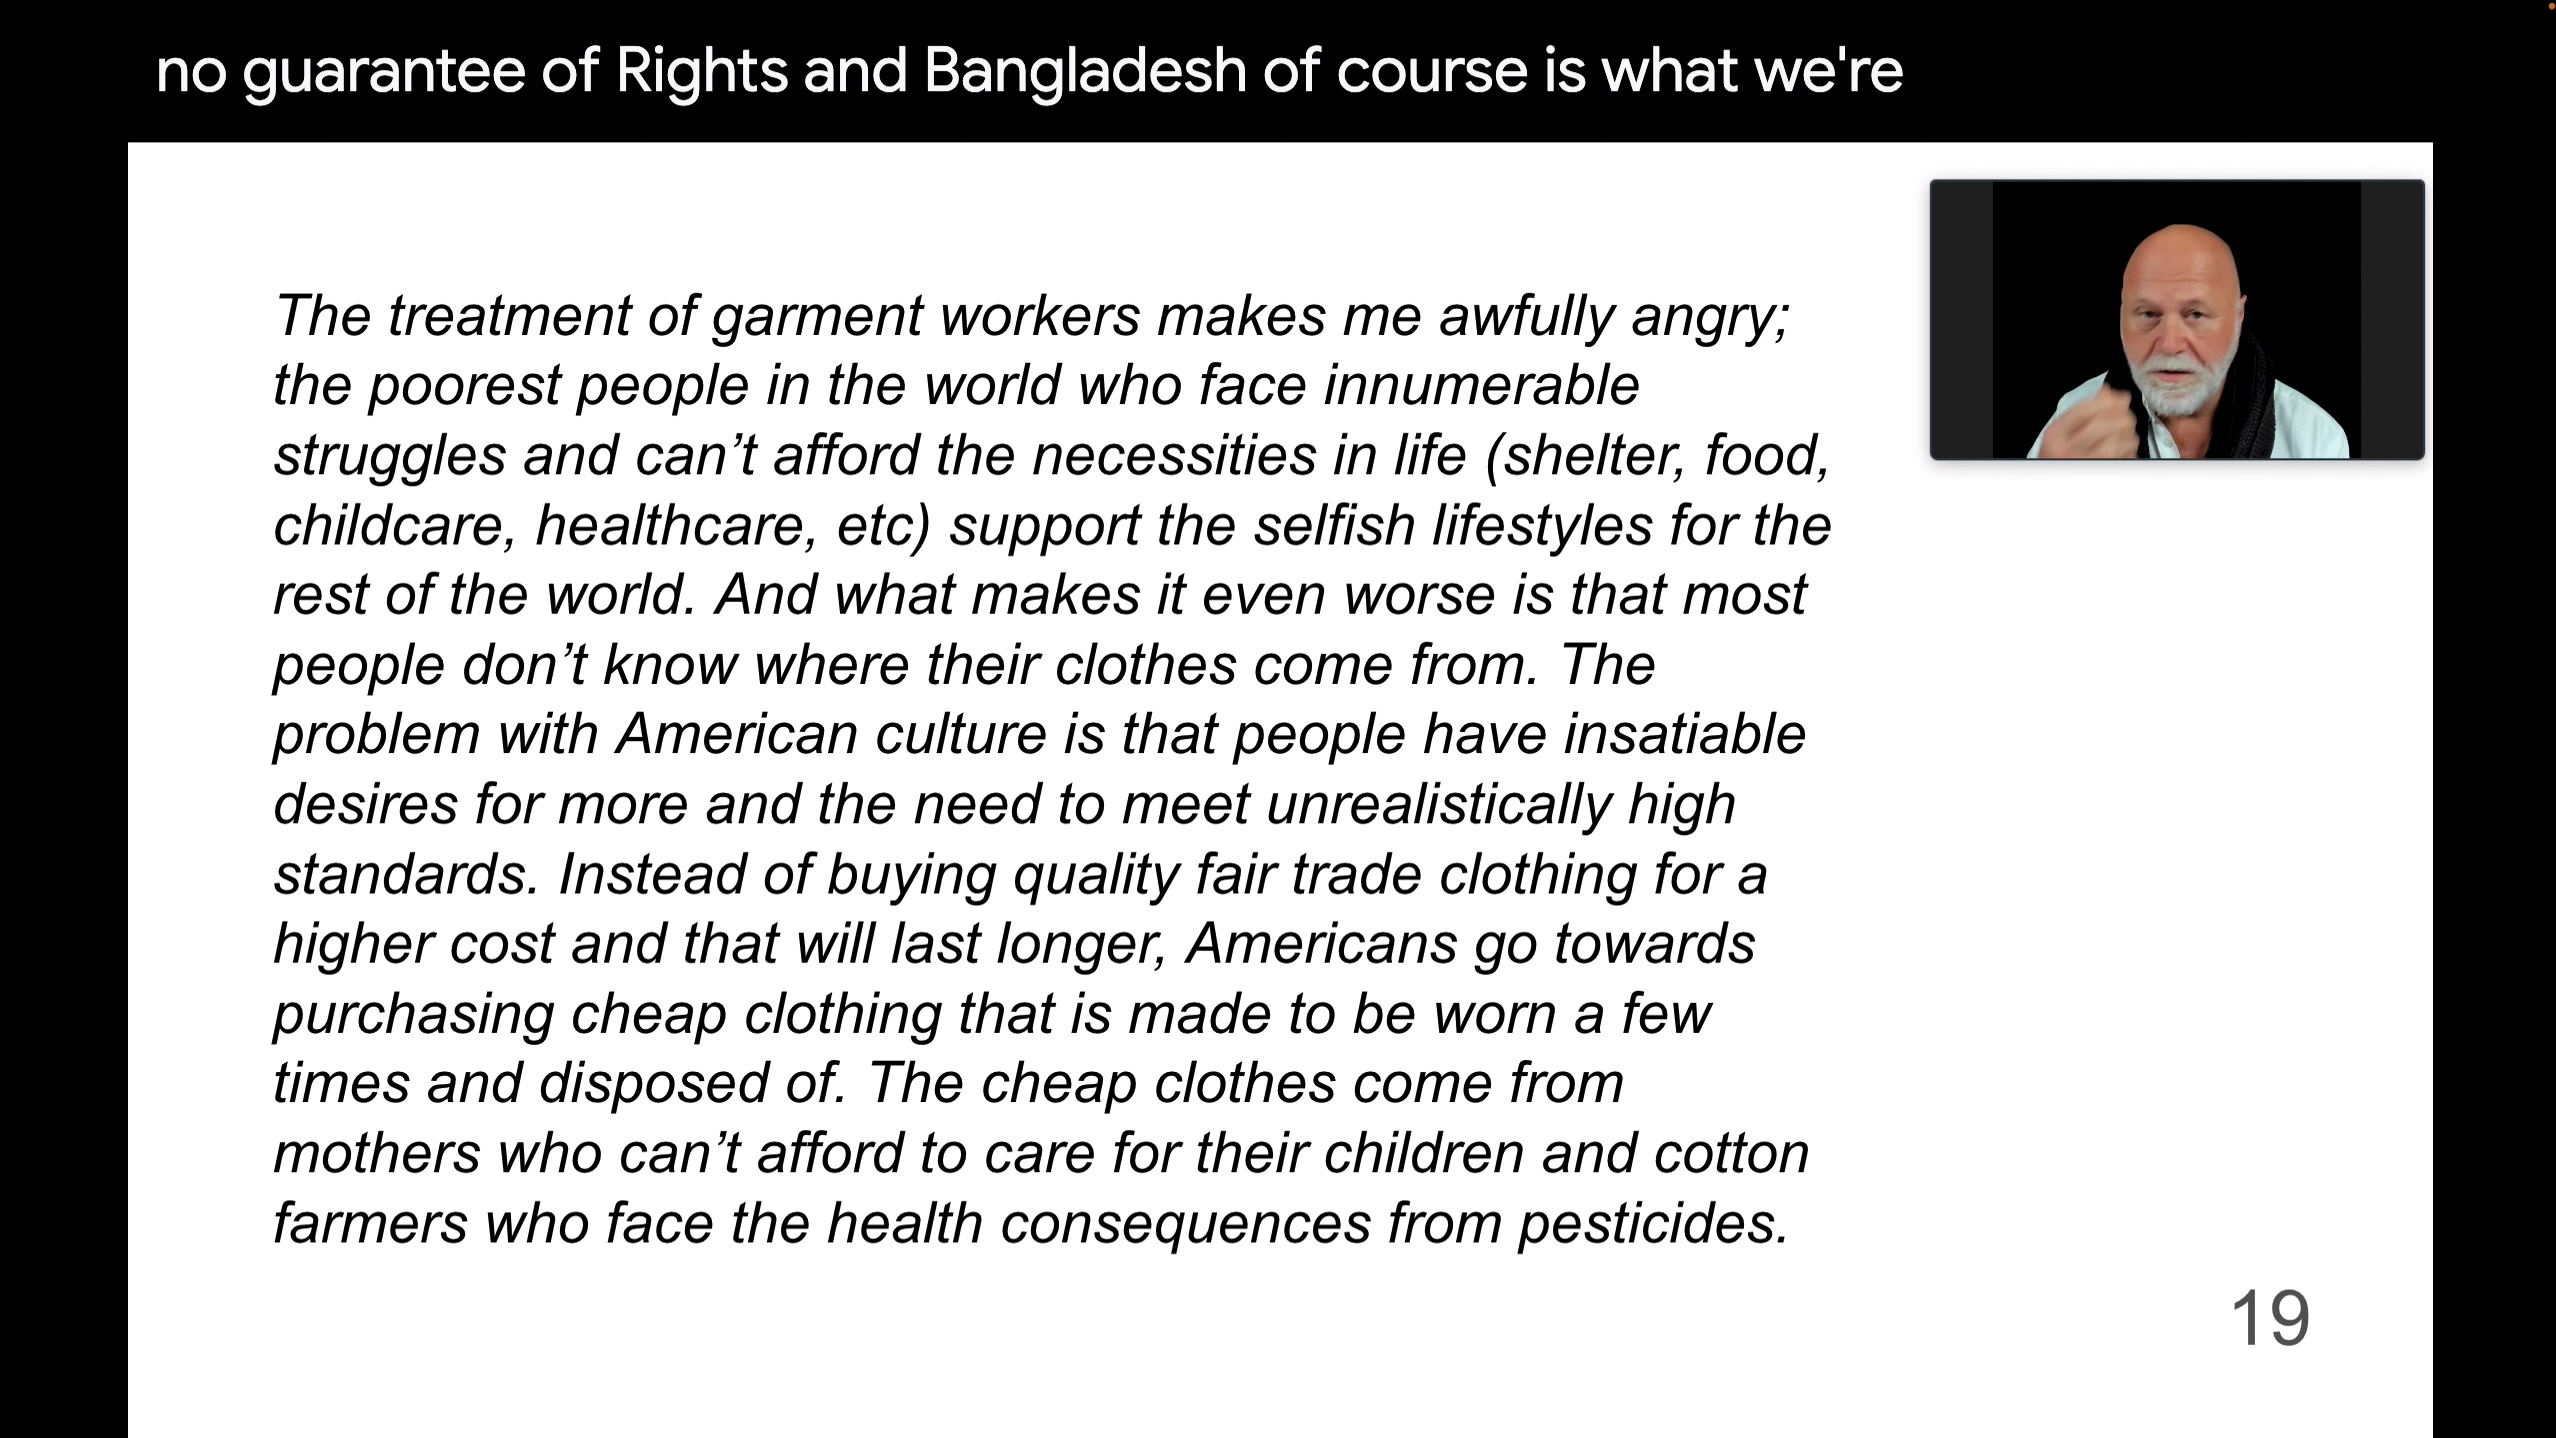 no guarantee of Rights and Bangladesh of course is what we're
The treatment of garment workers makes me awfully angry;
the poorest people in the world who face innumerable
struggles and can’t afford the necessities in life (shelter, food,
childcare, healthcare, etc) support the selfish lifestyles for the
rest of the world. And what makes it even worse is that most
people don’t know where their clothes come from. The
problem with American culture is that people have insatiable
desires for more and the need to meet unrealistically high
standards. Instead of buying quality fair trade clothing for a
higher cost and that will last longer, Americans go towards
purchasing cheap clothing that is made to be worn a few
times and disposed of. The cheap clothes come from
mothers who can’t afford to care for their children and cotton
farmers who face the health consequences from pesticides.
19